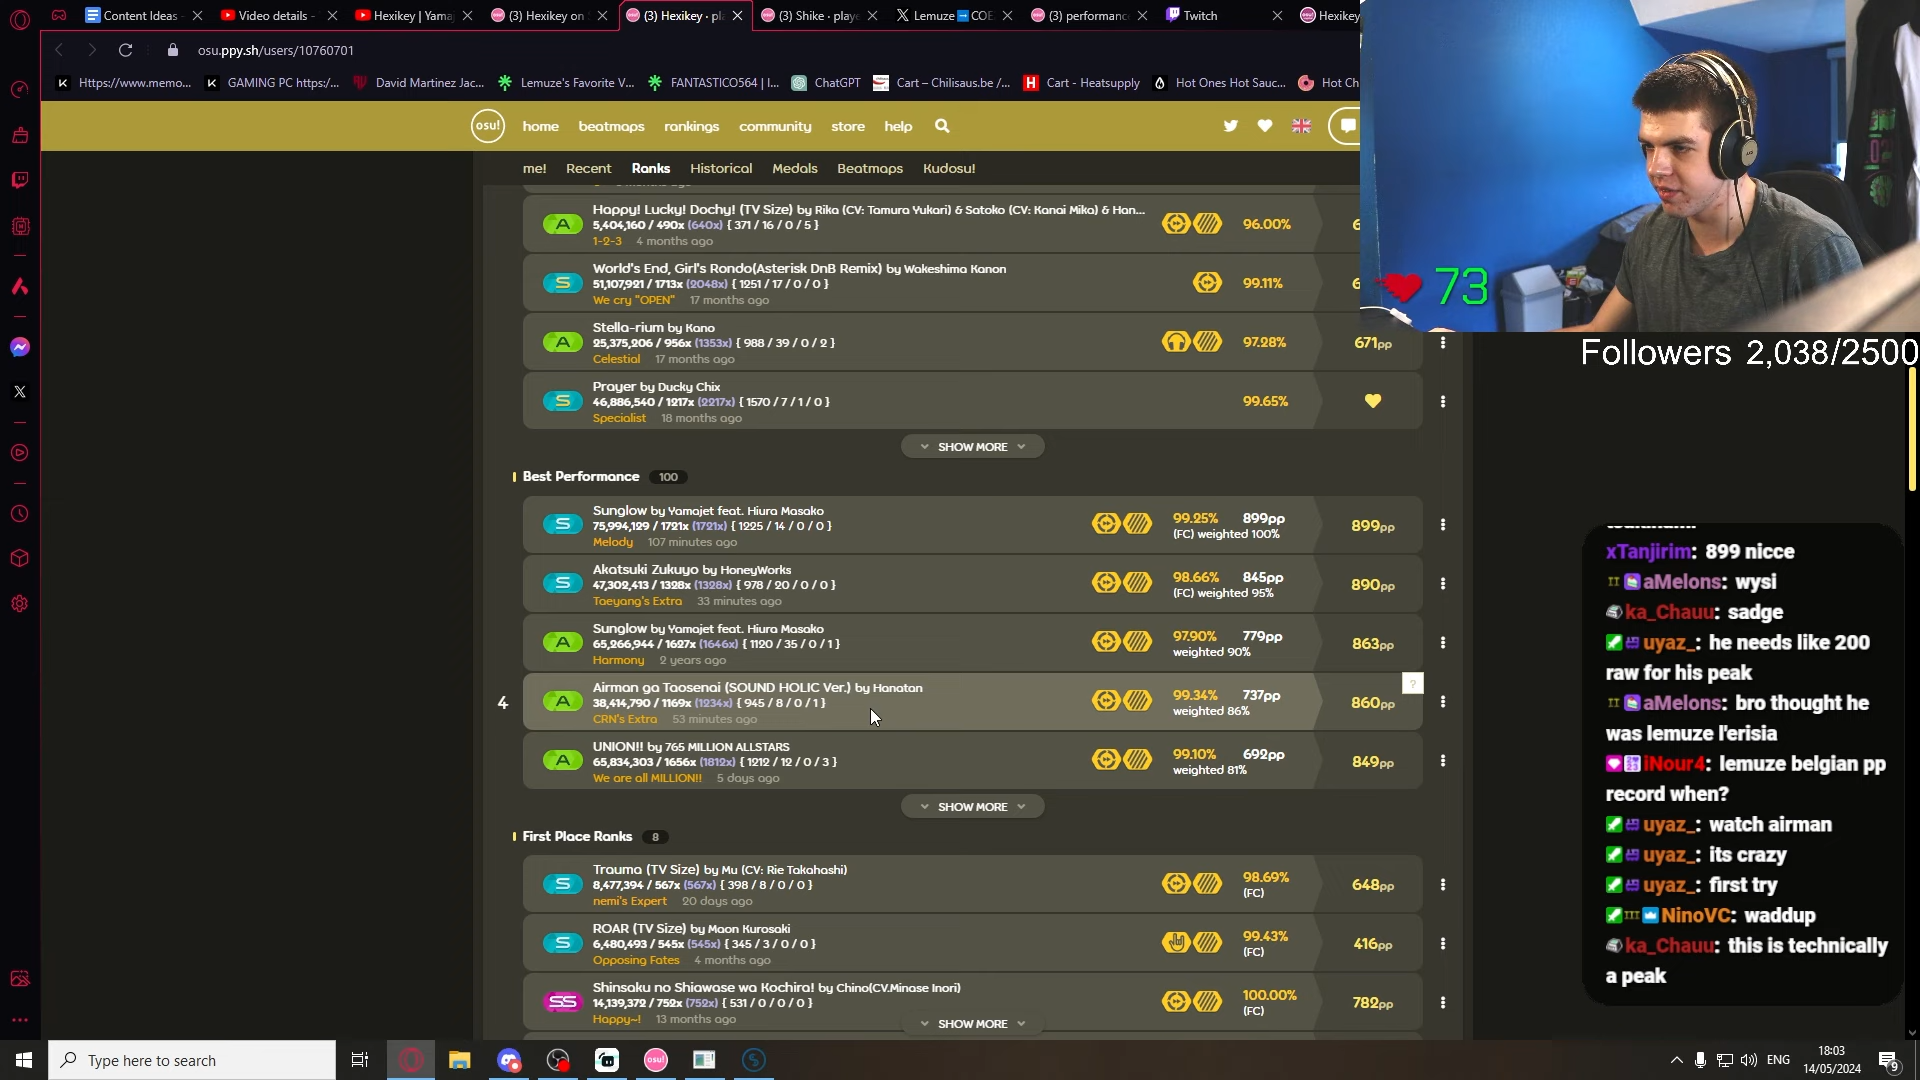 Content Ideas -
Video details -
Hexikey | Yama
(3) Hexikey on
(3) Hexikey · pl
(3) Shike · playe
Lemuze ➡ COE
(3) performanc
Twitch
Hexikey
osu.ppy.sh/users/10760701
Https://www.memo...
GAMING PC https:/...
David Martinez Jac...
Lemuze's Favorite V...
FANTASTICO564 | l...
ChatGPT
Cart – Chilisaus.be /...
Cart - Heatsupply
Hot Ones Hot Sauc...
Hot Ch
osu!
home
beatmaps
rankings
community
store
help
me!
Recent
Ranks
Historical
Medals
Beatmaps
Kudosu!
Happy! Lucky! Dochy! (TV Size) by Rika (CV: Tamura Yukari) & Satoko (CV: Kanai Mika) & Han...
5,404,160 / 490x (640x) { 371 / 16 / 0 / 5 }
1-2-3 4 months ago
A
96.00%
6
World's End, Girl's Rondo(Asterisk DnB Remix) by Wakeshima Kanon
51,107,921 / 1713x (2048x) { 1251 / 17 / 0 / 0 }
We cry "OPEN" 17 months ago
S
99.11%
6
Stella-rium by Kano
25,375,206 / 956x (1353x) { 988 / 39 / 0 / 2 }
Celestial 17 months ago
A
97.28%
671pp
Prayer by Ducky Chix
46,886,540 / 1217x (2217x) { 1570 / 7 / 1 / 0 }
Specialist 18 months ago
S
99.65%
SHOW MORE
Best Performance 100
Sunglow by Yamajet feat. Hiura Masako
75,994,129 / 1721x (1721x) { 1225 / 14 / 0 / 0 }
Melody 107 minutes ago
S
99.25% 899pp
(FC) weighted 100%
899pp
Akatsuki Zukuyo by HoneyWorks
47,302,413 / 1328x (1328x) { 978 / 20 / 0 / 0 }
Taeyang's Extra 33 minutes ago
S
98.66% 845pp
(FC) weighted 95%
890pp
Sunglow by Yamajet feat. Hiura Masako
65,266,944 / 1627x (1646x) { 1120 / 35 / 0 / 1 }
Harmony 2 years ago
A
97.90% 779pp
weighted 90%
863pp
4
Airman ga Taosenai (SOUND HOLIC Ver.) by Hanatan
38,414,790 / 1169x (1234x) { 945 / 8 / 0 / 1 }
CRN's Extra 53 minutes ago
A
99.34% 737pp
weighted 86%
860pp
?
UNION!! by 765 MILLION ALLSTARS
65,834,303 / 1656x (1812x) { 1212 / 12 / 0 / 3 }
We are all MILLION!! 5 days ago
A
99.10% 692pp
weighted 81%
849pp
SHOW MORE
First Place Ranks 8
Trauma (TV Size) by Mu (CV: Rie Takahashi)
8,477,394 / 567x (567x) { 398 / 8 / 0 / 0 }
nemi's Expert 20 days ago
S
98.69%
(FC)
648pp
ROAR (TV Size) by Maon Kurosaki
6,480,493 / 545x (545x) { 345 / 3 / 0 / 0 }
Opposing Fates 4 months ago
S
99.43%
(FC)
416pp
Shinsaku no Shiawase wa Kochira! by Chino(CV.Minase Inori)
14,139,372 / 752x (752x) { 531 / 0 / 0 / 0 }
Happy~! 13 months ago
SS
100.00%
(FC)
782pp
SHOW MORE
73
Followers 2,038/2500
xTanjirim: 899 nicce
aMelons: wysi
ka_Chauu: sadge
uyaz_: he needs like 200
raw for his peak
aMelons: bro thought he
was lemuze l'erisia
iNour4: lemuze belgian pp
record when?
uyaz_: watch airman
uyaz_: its crazy
uyaz_: first try
NinoVC: waddup
ka_Chauu: this is technically
a peak
Type here to search
osu!
ENG
18:03
14/05/2024
9